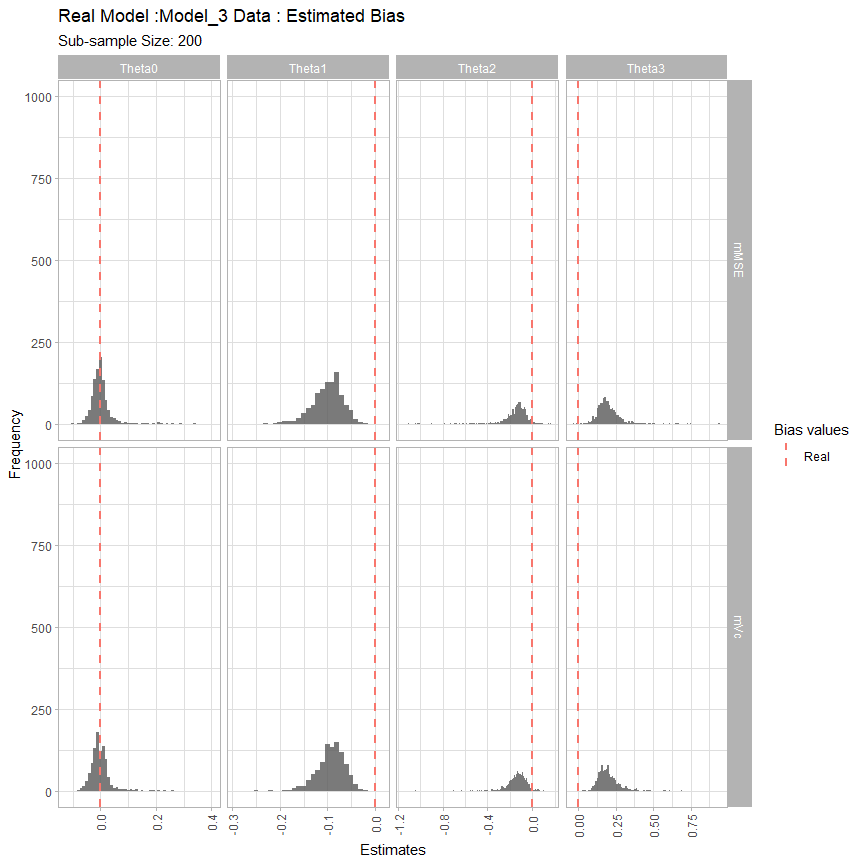 Real Model :Model_3 Data : Estimated Bias
Sub-sample Size: 200
Theta0 Theta1 Theta2 Theta3
1000
750
500
250
0
mMSE
Frequency
1000
750
500
250
0
mVc
0.0 0.2 0.4 -0.3 -0.2 -0.1 0.0 -1.2 -0.8 -0.4 0.0 0.00 0.25 0.50 0.75
Estimates
Bias values
Real